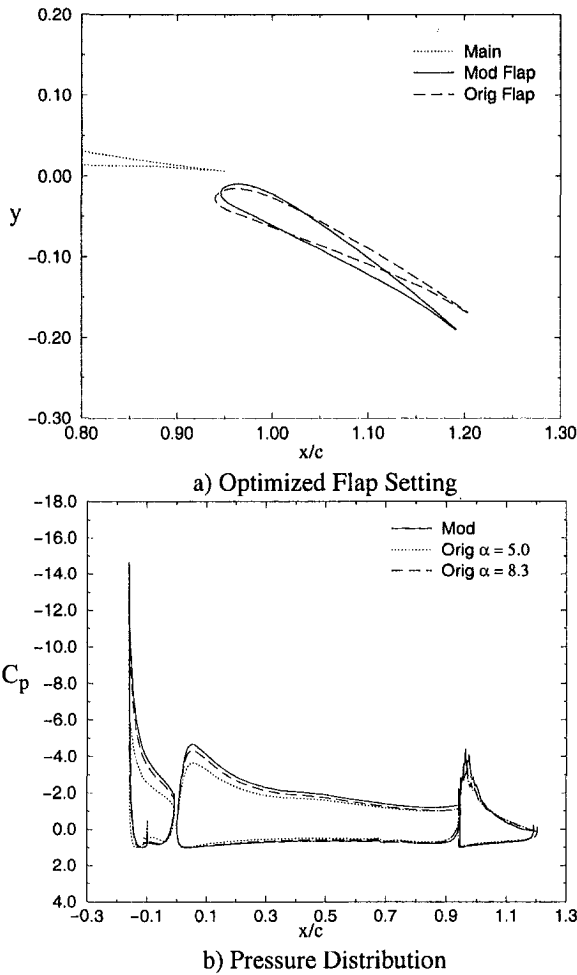 0.20
0.10
0.00
-0.10
-0.20
-0.30
y
Main
Mod Flap
Orig Flap
0.80 0.90 1.00 1.10 1.20 1.30
x/c
a) Optimized Flap Setting
-18.0
-16.0
-14.0
-12.0
-10.0
-8.0
-6.0
-4.0
-2.0
0.0
2.0
4.0
Cp
Mod
Orig α = 5.0
Orig α = 8.3
-0.3 -0.1 0.1 0.3 0.5 0.7 0.9 1.1 1.3
x/c
b) Pressure Distribution